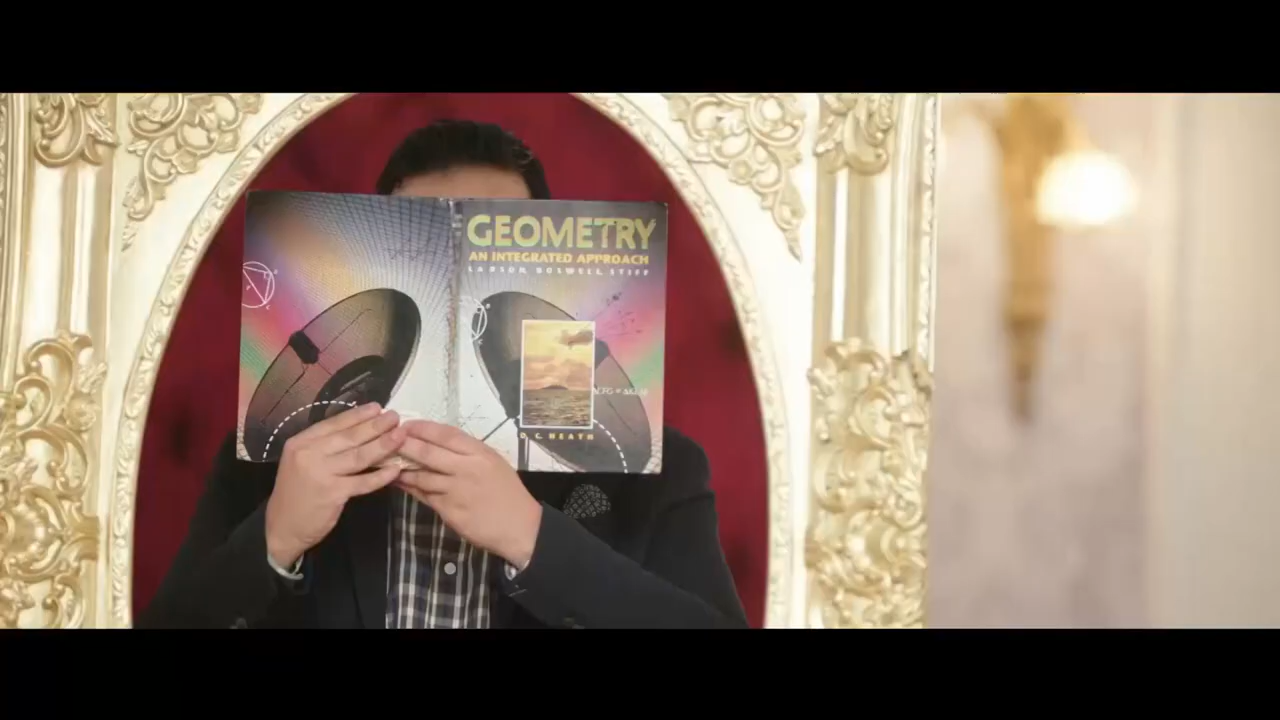 GEOMETRY
AN INTEGRATED APPROACH
LARSON, BOSWELL, STIFF
D. C. HEATH